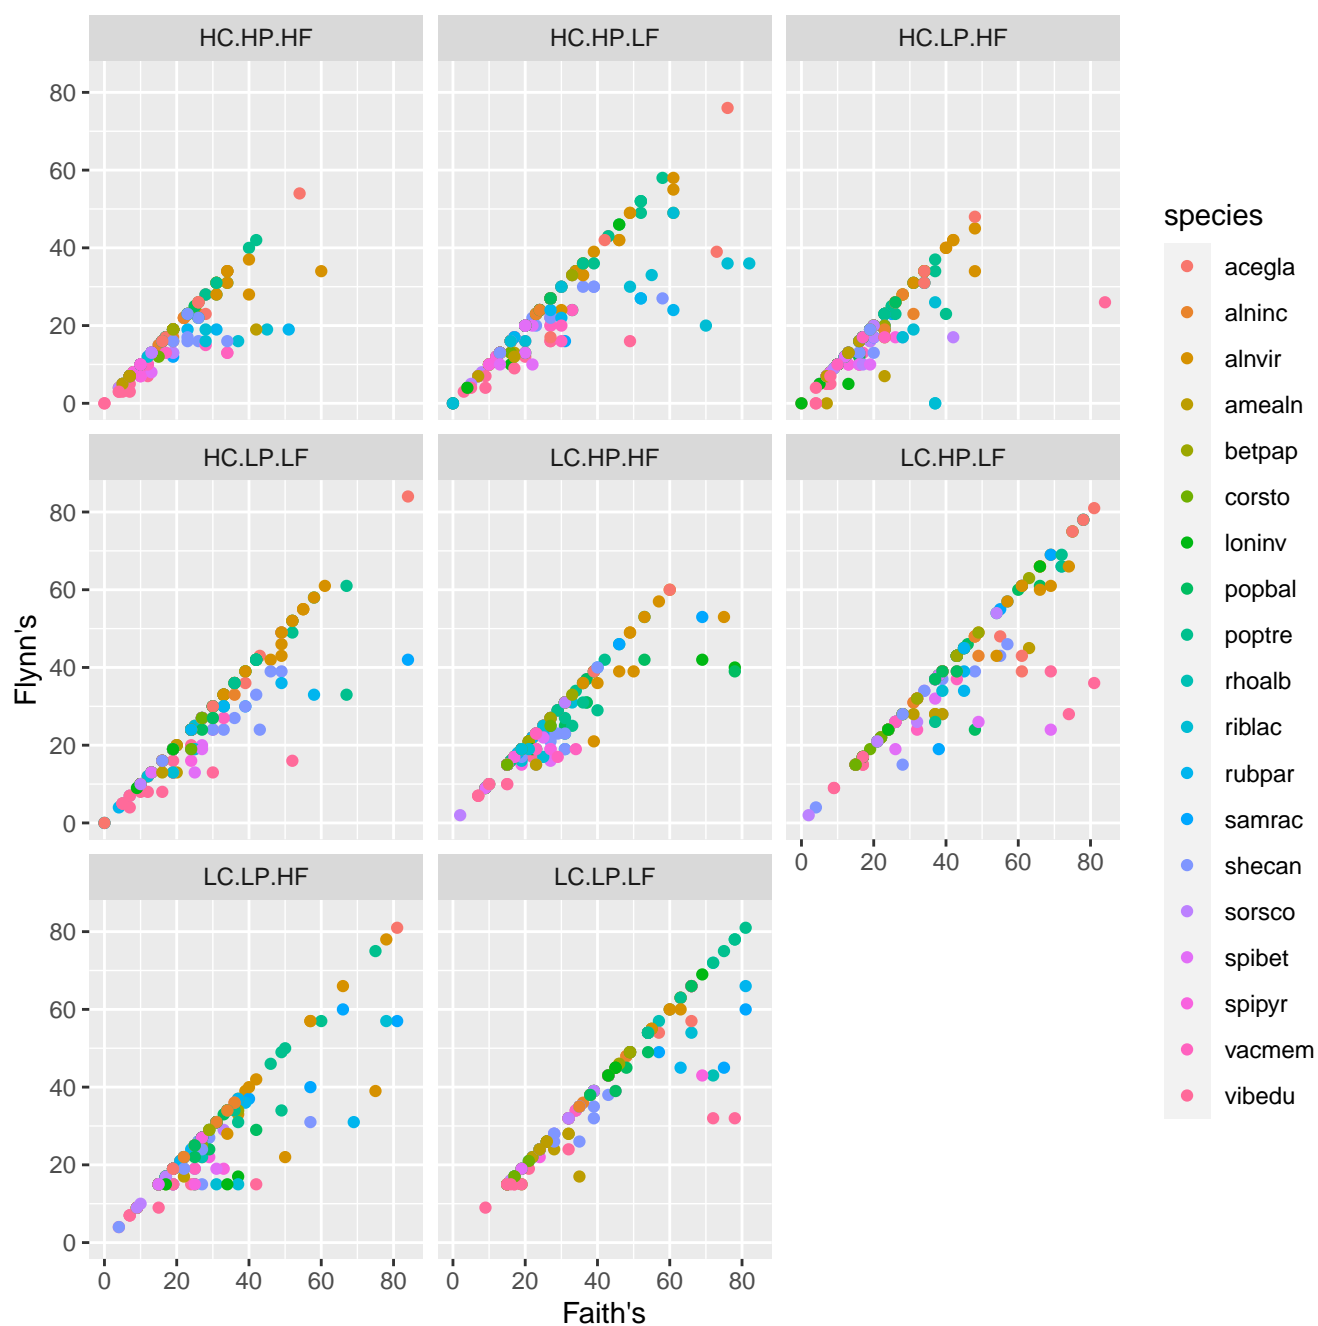 HC.HP.HF HC.HP.LF HC.LP.HF
80
60
40
20
0
HC.LP.LF LC.HP.HF LC.HP.LF
80
60
40
20
0
0 20 40 60 80
LC.LP.HF LC.LP.LF
80
60
40
20
0
0 20 40 60 80 0 20 40 60 80
Faith's
Flynn's
species
acegla
alninc
alnvir
amealn
betpap
corsto
loninv
popbal
poptre
rhoalb
riblac
rubpar
samrac
shecan
sorsco
spibet
spipyr
vacmem
vibedu